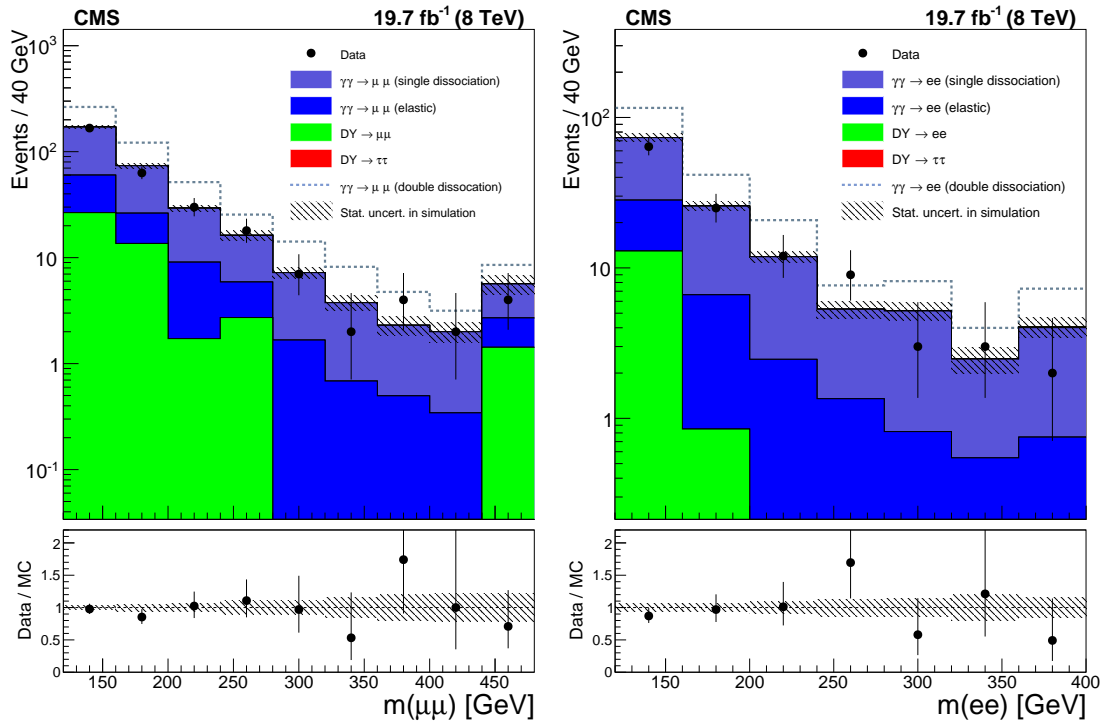 CMS 19.7 fb⁻¹ (8 TeV)
Events / 40 GeV
10³
10²
10
1
10⁻¹
Data
γγ → μ μ (single dissociation)
γγ → μ μ (elastic)
DY → μμ
DY → ττ
γγ → μ μ (double dissocation)
Stat. uncert. in simulation
Data / MC
2
1.5
1
0.5
0
150 200 250 300 350 400 450
m(μμ) [GeV]
CMS 19.7 fb⁻¹ (8 TeV)
Events / 40 GeV
10²
10
1
Data
γγ → ee (single dissociation)
γγ → ee (elastic)
DY → ee
DY → ττ
γγ → ee (double dissociation)
Stat. uncert. in simulation
Data / MC
2
1.5
1
0.5
0
150 200 250 300 350 400
m(ee) [GeV]